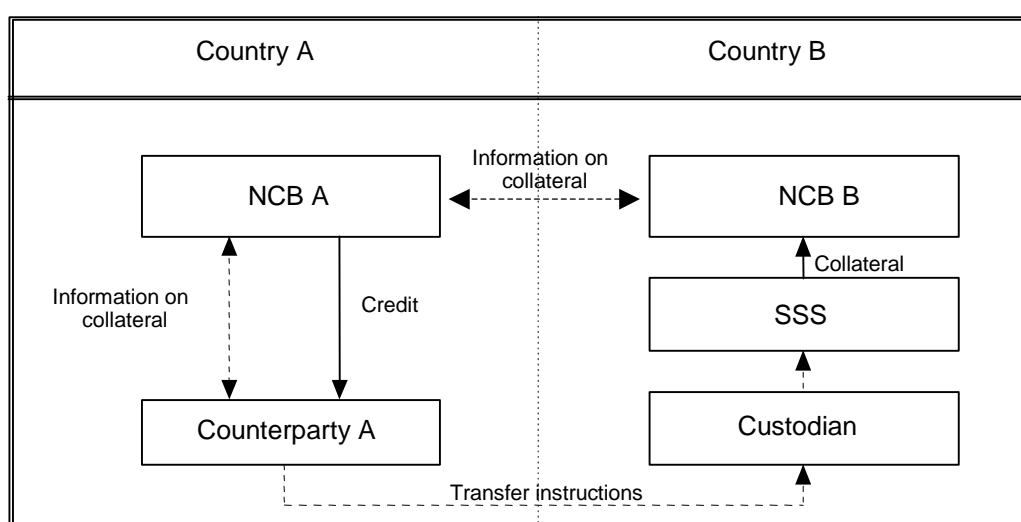 Country A
Country B
Information on
collateral
NCB A
NCB B
Collateral
Information on
collateral
Credit
SSS
Counterparty A
Custodian
Transfer instructions